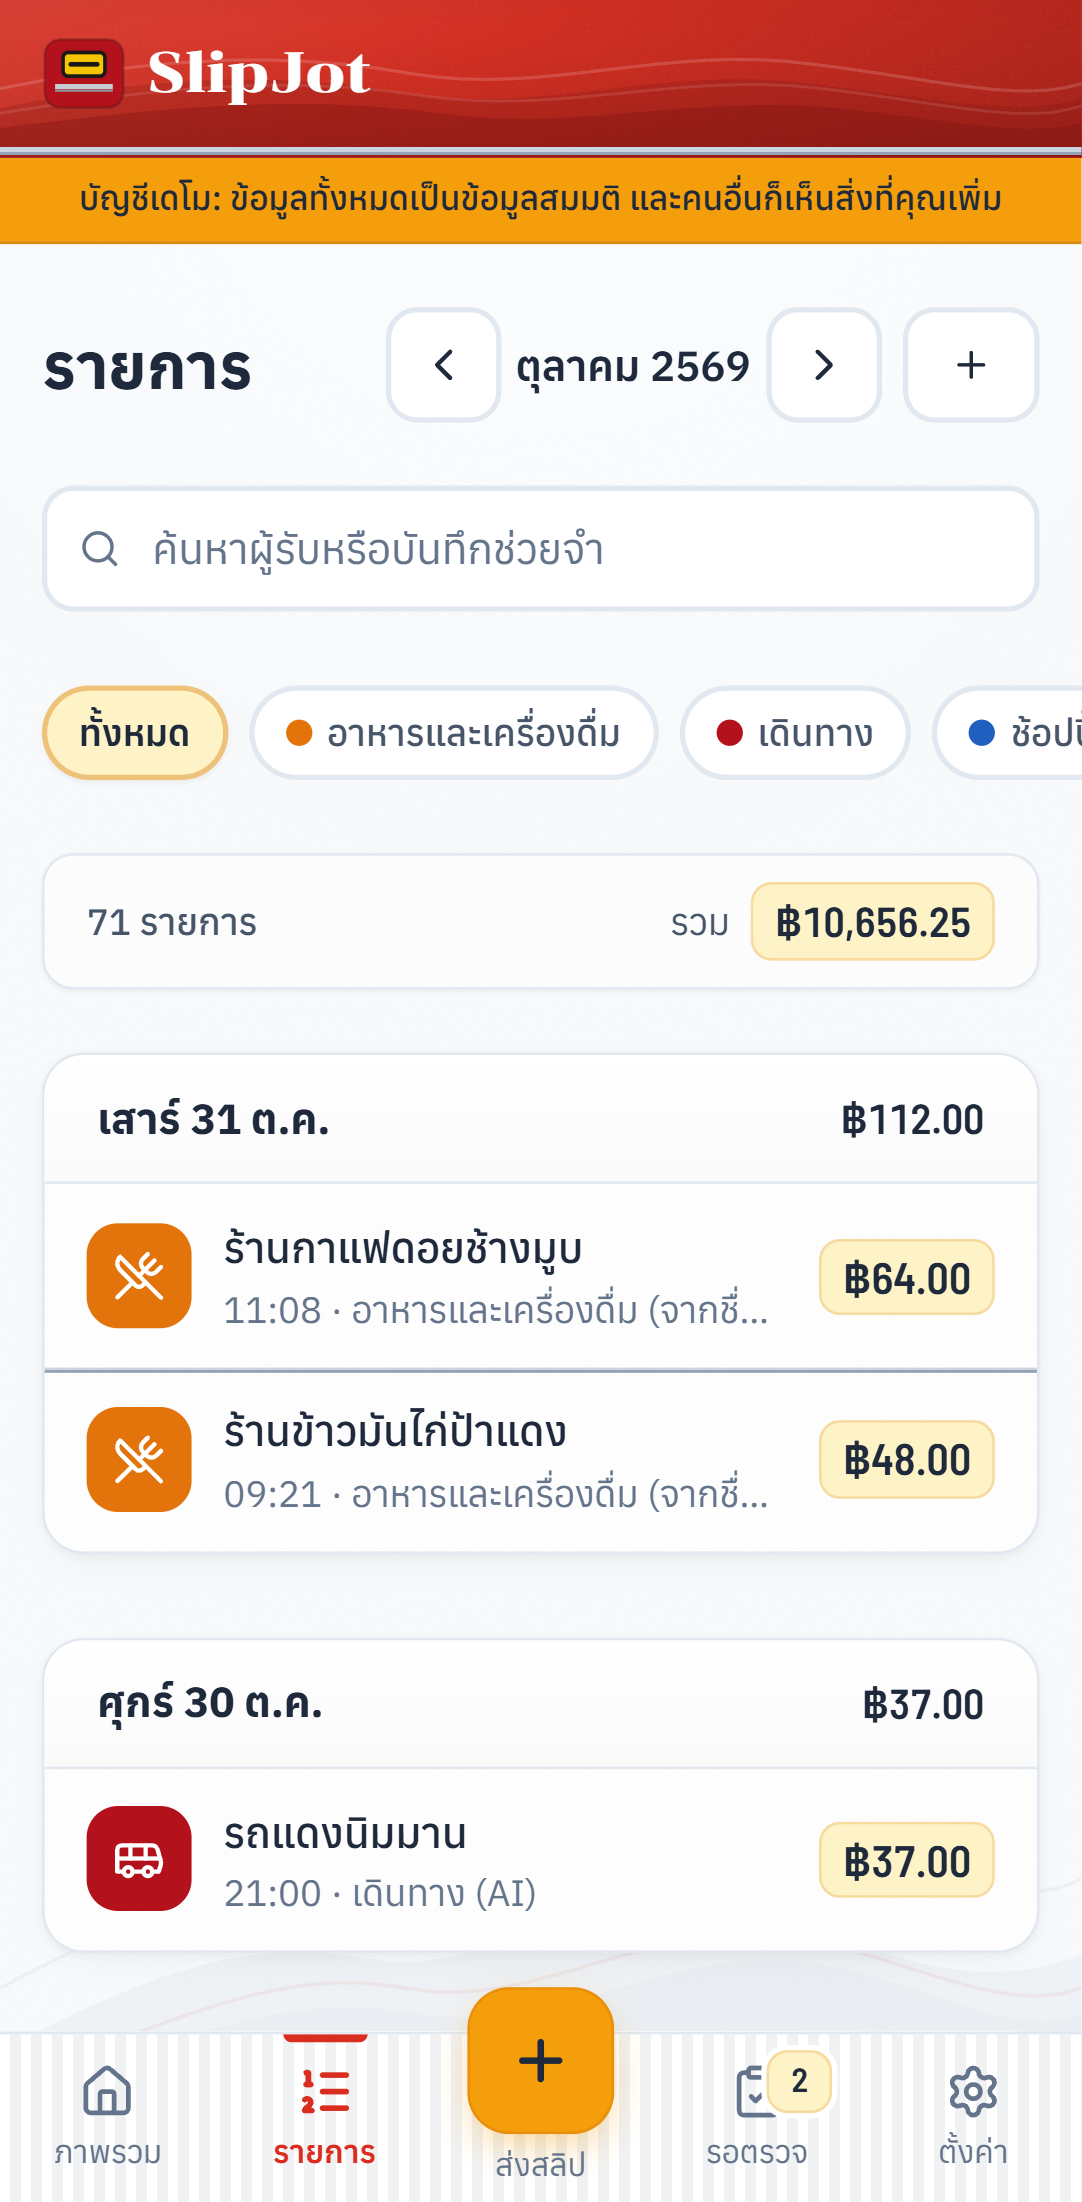 SlipJot
บัญชีเดโม: ข้อมูลทั้งหมดเป็นข้อมูลสมมติ และคนอื่นก็เห็นสิ่งที่คุณเพิ่ม
รายการ
ตุลาคม 2569
ค้นหาผู้รับหรือบันทึกช่วยจำ
ทั้งหมด
อาหารและเครื่องดื่ม
เดินทาง
ช้อปปิ
71 รายการ
รวม ฿10,656.25
เสาร์ 31 ต.ค.
฿112.00
ร้านกาแฟดอยช้างมูบ
11:08 · อาหารและเครื่องดื่ม (จากชื่…
฿64.00
ร้านข้าวมันไก่ป้าแดง
09:21 · อาหารและเครื่องดื่ม (จากชื่…
฿48.00
ศุกร์ 30 ต.ค.
฿37.00
รถแดงนิมมาน
21:00 · เดินทาง (AI)
฿37.00
ภาพรวม
รายการ
ส่งสลิป
2
รอตรวจ
ตั้งค่า